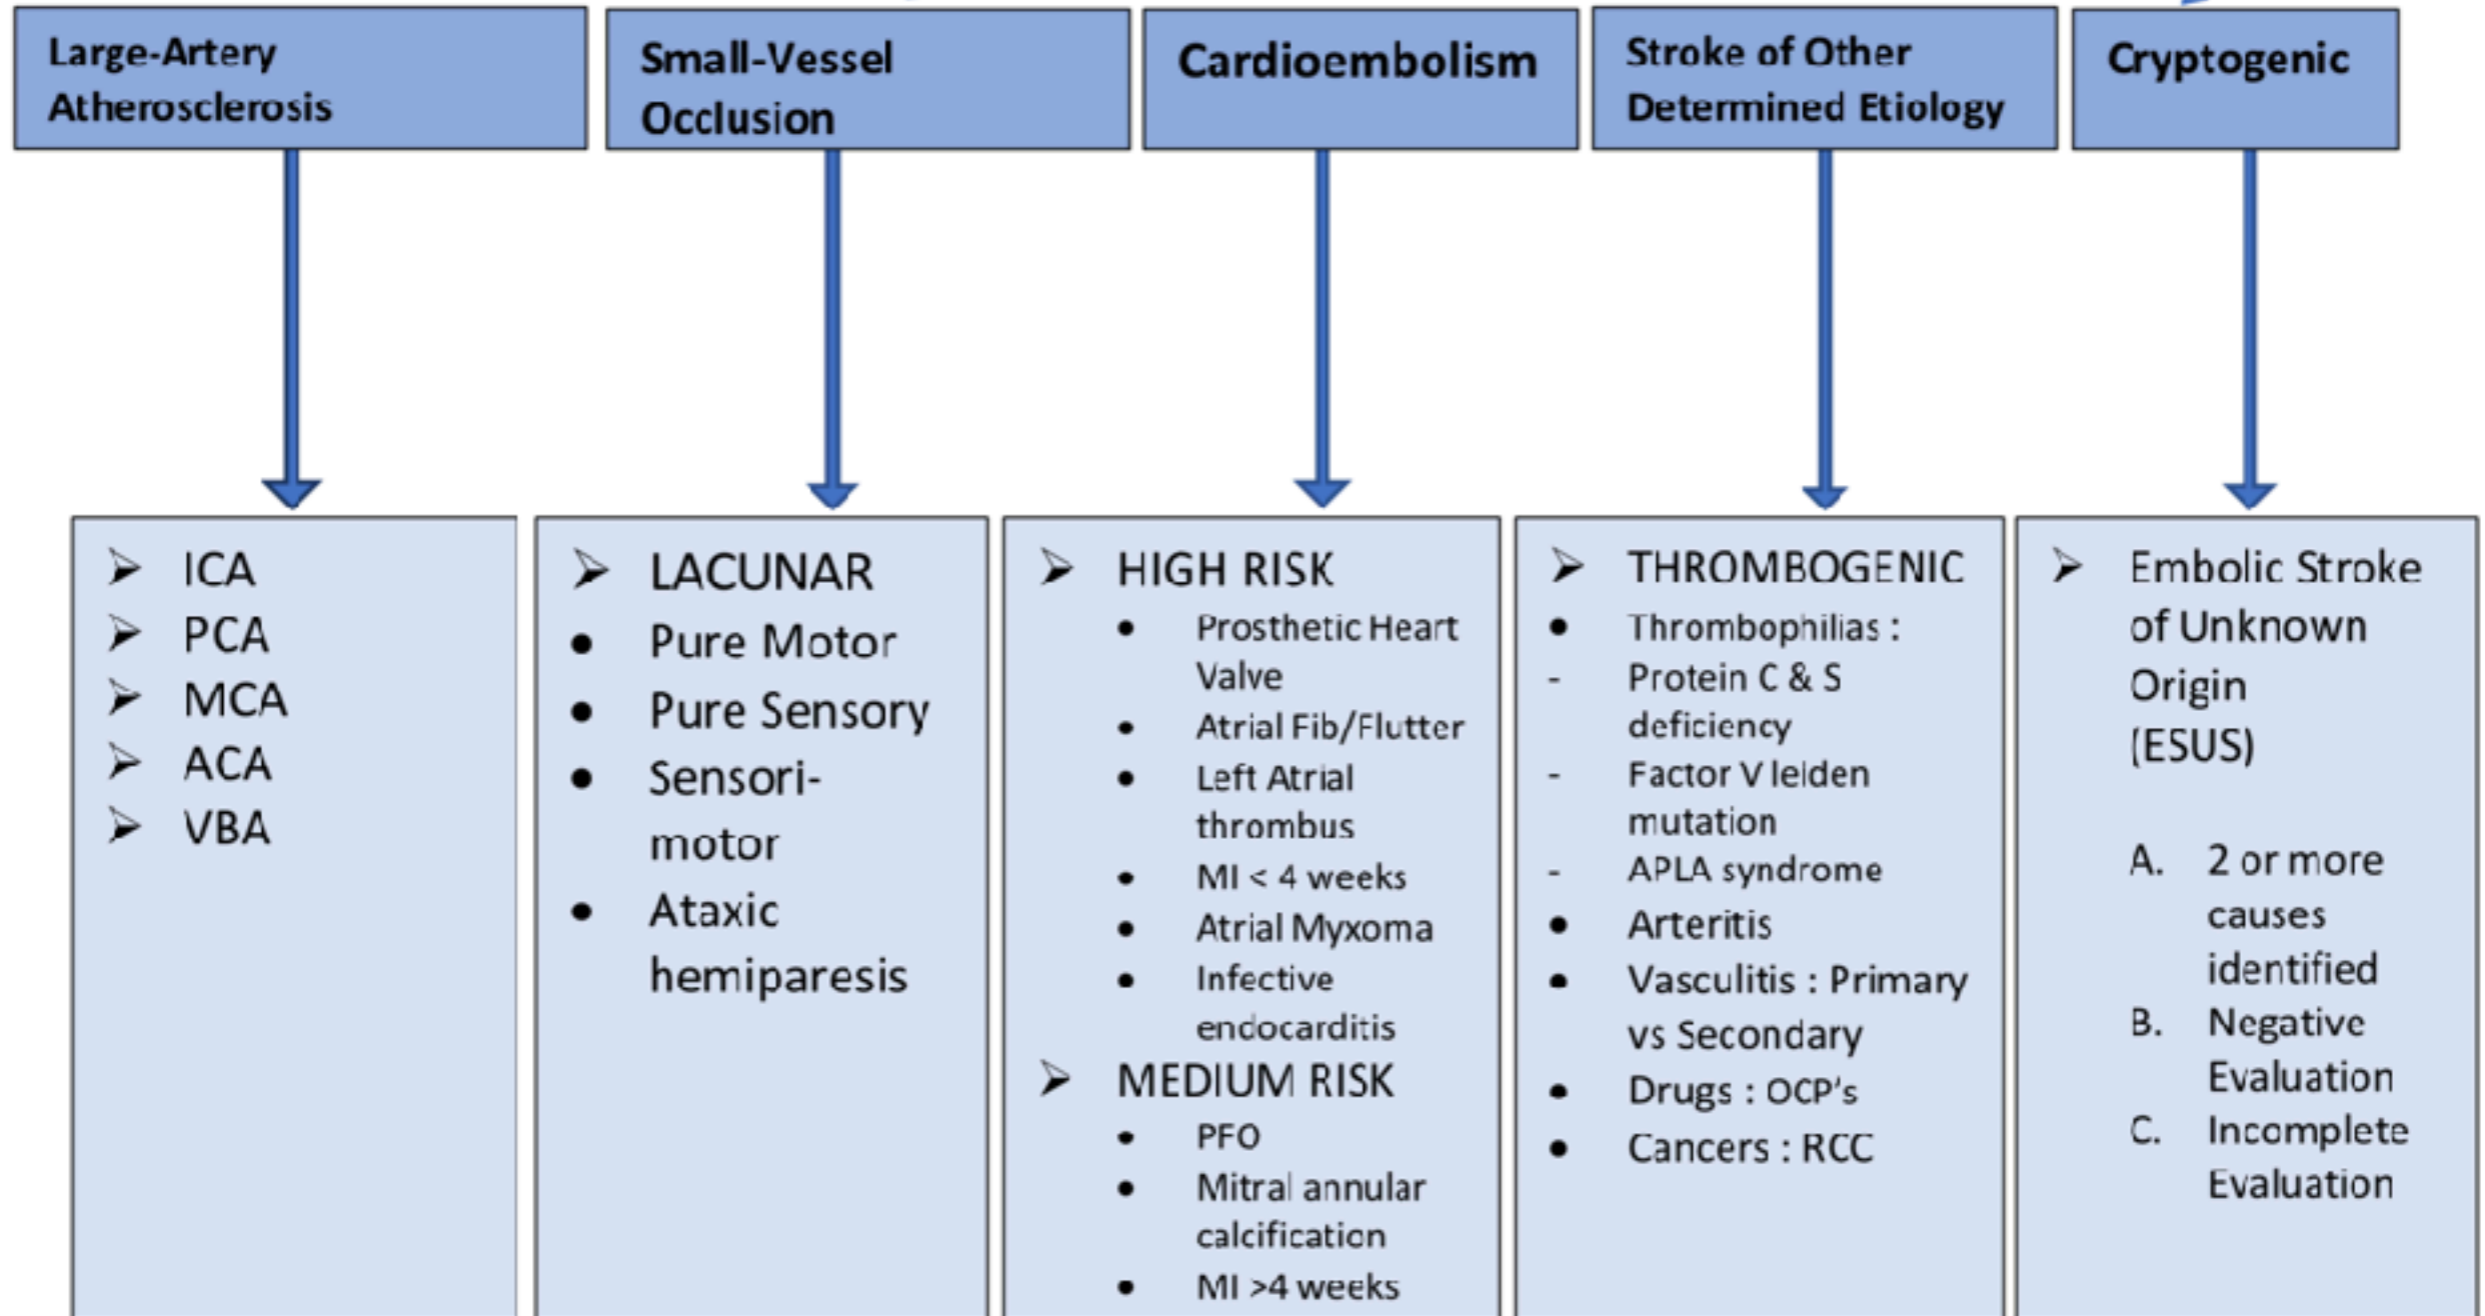 Large-Artery
Atherosclerosis
Small-Vessel
Occlusion
Cardioembolism
Stroke of Other
Determined Etiology
Cryptogenic
➢ ICA
➢ PCA
➢ MCA
➢ ACA
➢ VBA
➢ LACUNAR
• Pure Motor
• Pure Sensory
• Sensori-
motor
• Ataxic
hemiparesis
➢ HIGH RISK
• Prosthetic Heart
Valve
• Atrial Fib/Flutter
• Left Atrial
thrombus
• MI < 4 weeks
• Atrial Myxoma
• Infective
endocarditis
➢ MEDIUM RISK
• PFO
• Mitral annular
calcification
• MI >4 weeks
➢ THROMBOGENIC
• Thrombophilias :
- Protein C & S
deficiency
- Factor V leiden
mutation
- APLA syndrome
• Arteritis
• Vasculitis : Primary
vs Secondary
• Drugs : OCP's
• Cancers : RCC
➢ Embolic Stroke
of Unknown
Origin
(ESUS)
A. 2 or more
causes
identified
B. Negative
Evaluation
C. Incomplete
Evaluation